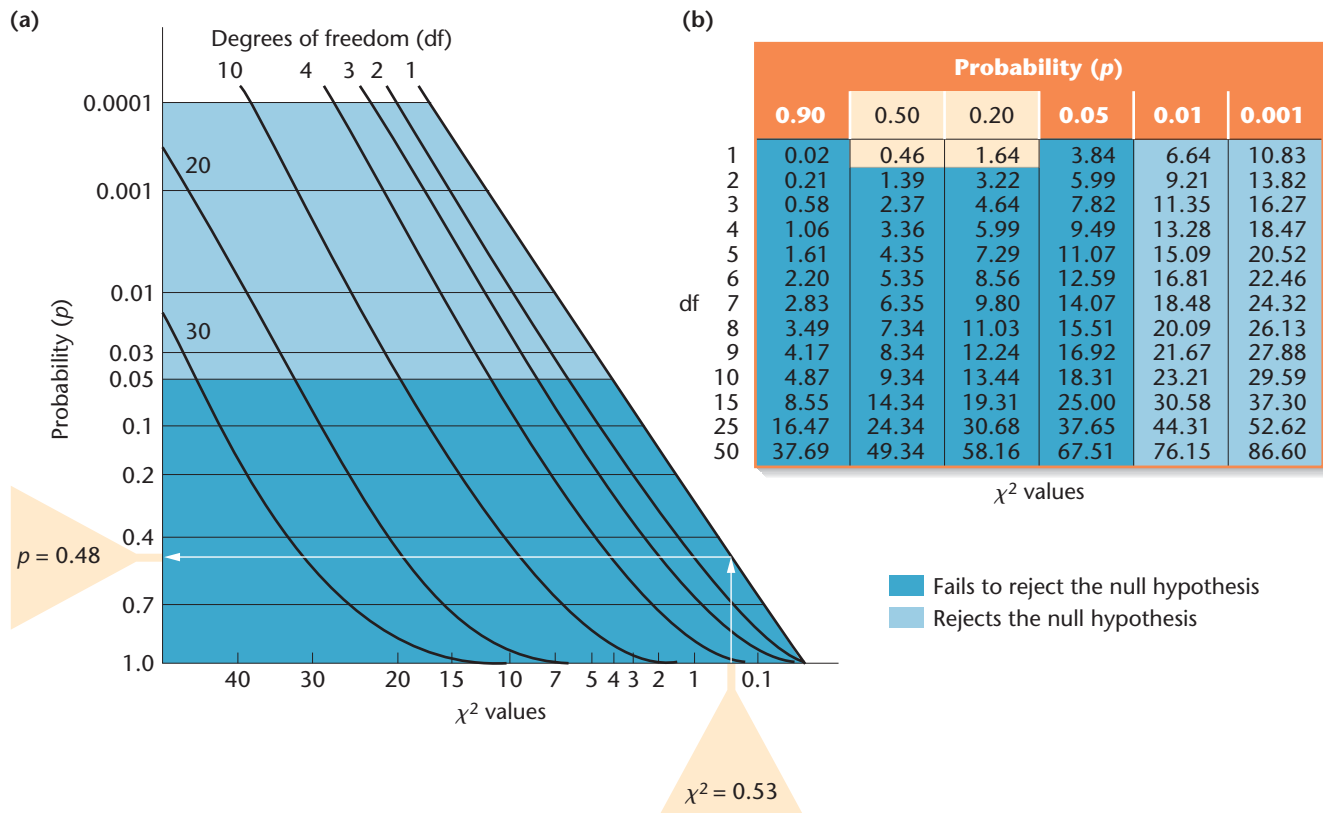 (a)
Degrees of freedom (df)
10 4 3 2 1
20
30
Probability (p)
0.0001
0.001
0.01
0.03
0.05
0.1
0.2
0.4
0.7
1.0
p = 0.48
40 30 20 15 10 7 5 4 3 2 1 0.1
χ² values
χ² = 0.53
(b)
Probability (p)
0.90 0.50 0.20 0.05 0.01 0.001
df
1 0.02 0.46 1.64 3.84 6.64 10.83
2 0.21 1.39 3.22 5.99 9.21 13.82
3 0.58 2.37 4.64 7.82 11.35 16.27
4 1.06 3.36 5.99 9.49 13.28 18.47
5 1.61 4.35 7.29 11.07 15.09 20.52
6 2.20 5.35 8.56 12.59 16.81 22.46
7 2.83 6.35 9.80 14.07 18.48 24.32
8 3.49 7.34 11.03 15.51 20.09 26.13
9 4.17 8.34 12.24 16.92 21.67 27.88
10 4.87 9.34 13.44 18.31 23.21 29.59
15 8.55 14.34 19.31 25.00 30.58 37.30
25 16.47 24.34 30.68 37.65 44.31 52.62
50 37.69 49.34 58.16 67.51 76.15 86.60
χ² values
Fails to reject the null hypothesis
Rejects the null hypothesis